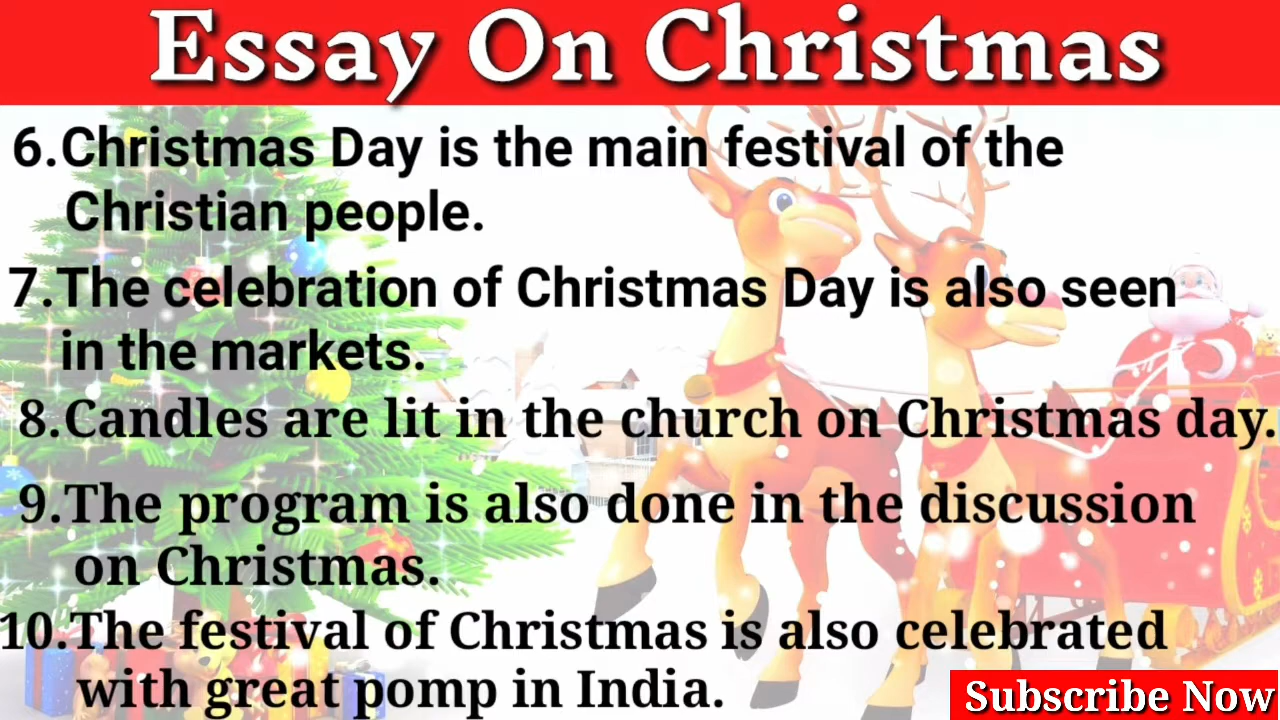 Essay On Christmas
6.Christmas Day is the main festival of the
Christian people.
7.The celebration of Christmas Day is also seen
in the markets.
8.Candles are lit in the church on Christmas day.
9.The program is also done in the discussion
on Christmas.
10.The festival of Christmas is also celebrated
with great pomp in India.
Subscribe Now